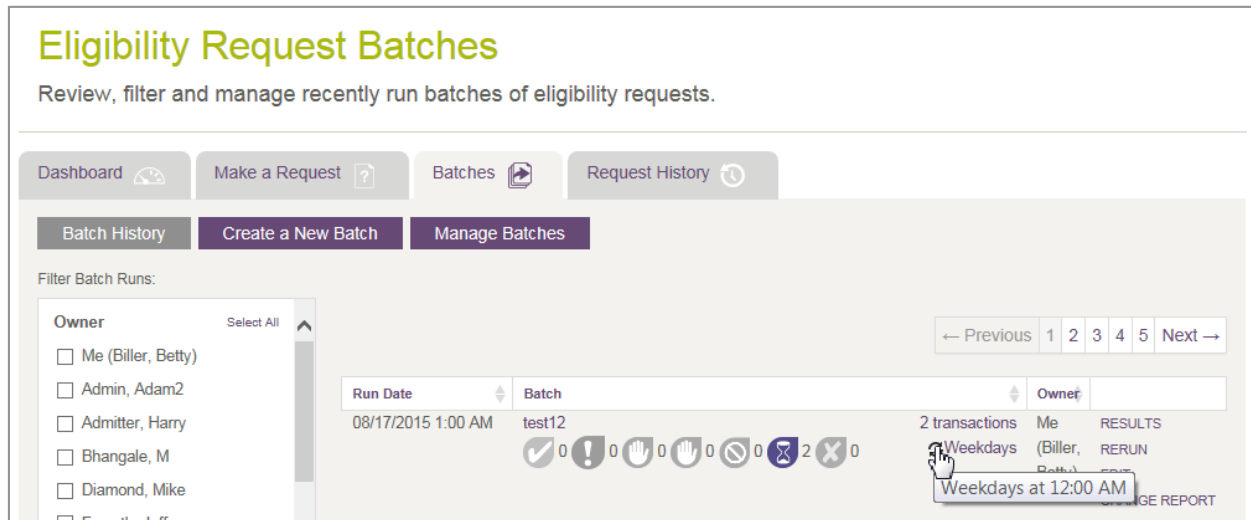 Eligibility Request Batches
Review, filter and manage recently run batches of eligibility requests.
Dashboard Make a Request ? Batches Request History
Batch History Create a New Batch Manage Batches
Filter Batch Runs:
Owner Select All
Me (Biller, Betty)
Admin, Adam2
Admitter, Harry
Bhangale, M
Diamond, Mike
← Previous 1 2 3 4 5 Next →
Run Date Batch Owner
08/17/2015 1:00 AM test12 2 transactions Me RESULTS
0 ! 0 0 0 0 2 0 Weekdays (Biller, RERUN
Weekdays at 12:00 AM
REPORT